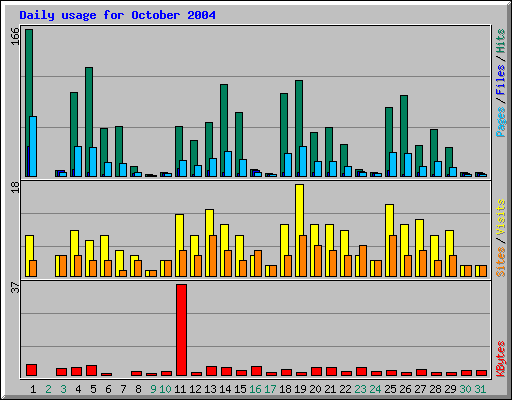 Daily usage for October 2004
166
Pages / Files / Hits
18
Sites / Visits
37
KBytes
1 2 3 4 5 6 7 8 9 10 11 12 13 14 15 16 17 18 19 20 21 22 23 24 25 26 27 28 29 30 31